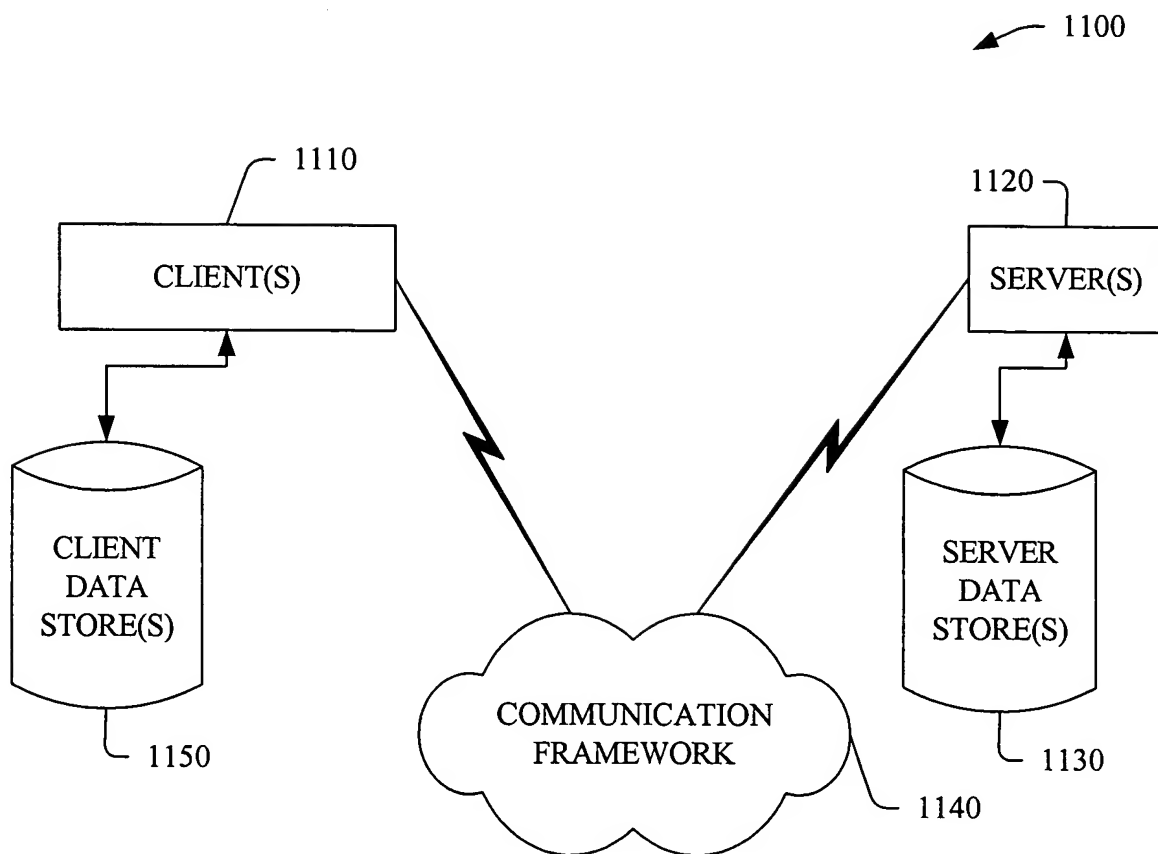 1100
1110
1120
CLIENT(S)
SERVER(S)
CLIENT
DATA
STORE(S)
SERVER
DATA
STORE(S)
COMMUNICATION
FRAMEWORK
1150
1130
1140